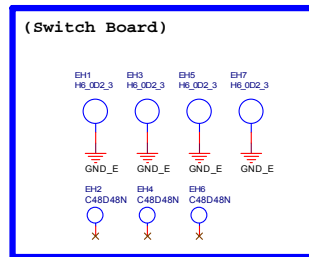 (Switch Board)
EH1 EH3 EH5 EH7
H6_0D2_3 H6_0D2_3 H6_0D2_3 H6_0D2_3
GND_E GND_E GND_E GND_E
EH2 EH4 EH6
C48D48N C48D48N C48D48N